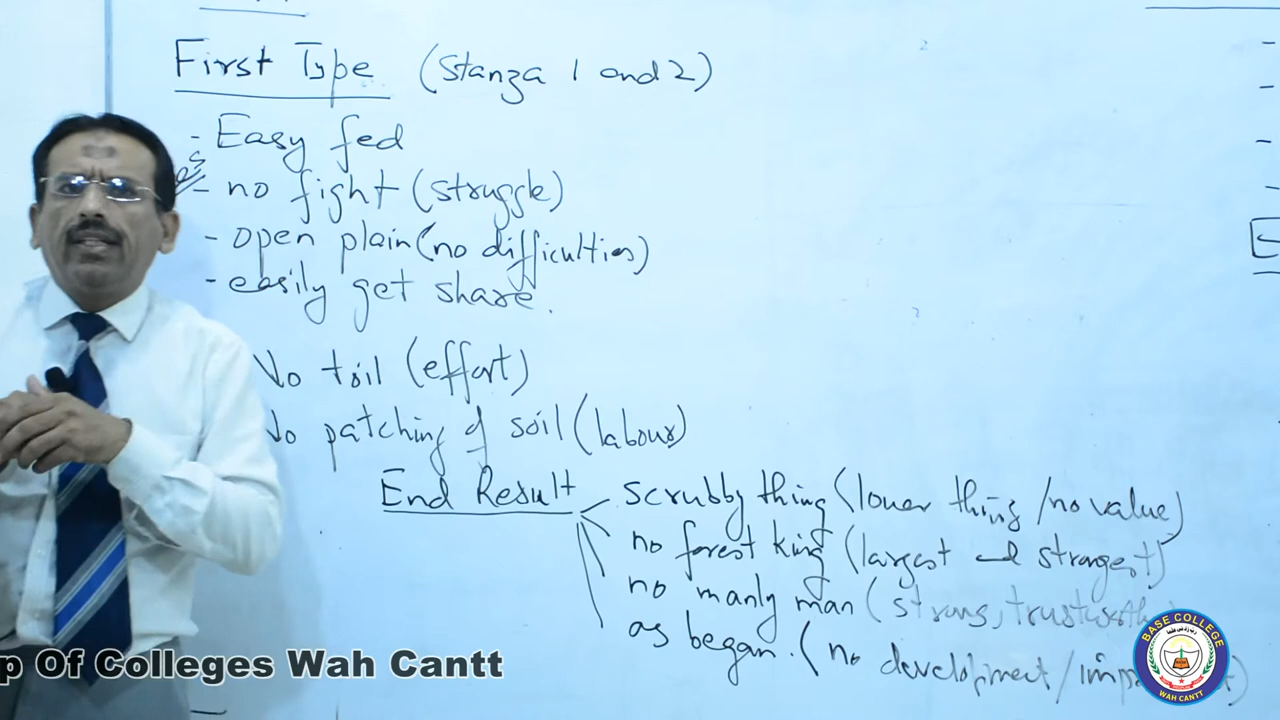 First Type (Stanza 1 and 2)
- Easy fed
- no fight (struggle)
- open plain (no difficulties)
- easily get share.
No toil (effort)
No patching of soil (labour)
End Result
scrubby thing (lower thing / no value)
no forest king (largest and strongest)
no manly man (strong,
as began. (no development /
p Of Colleges Wah Cantt
BASE COLLEGE
WAH CANTT